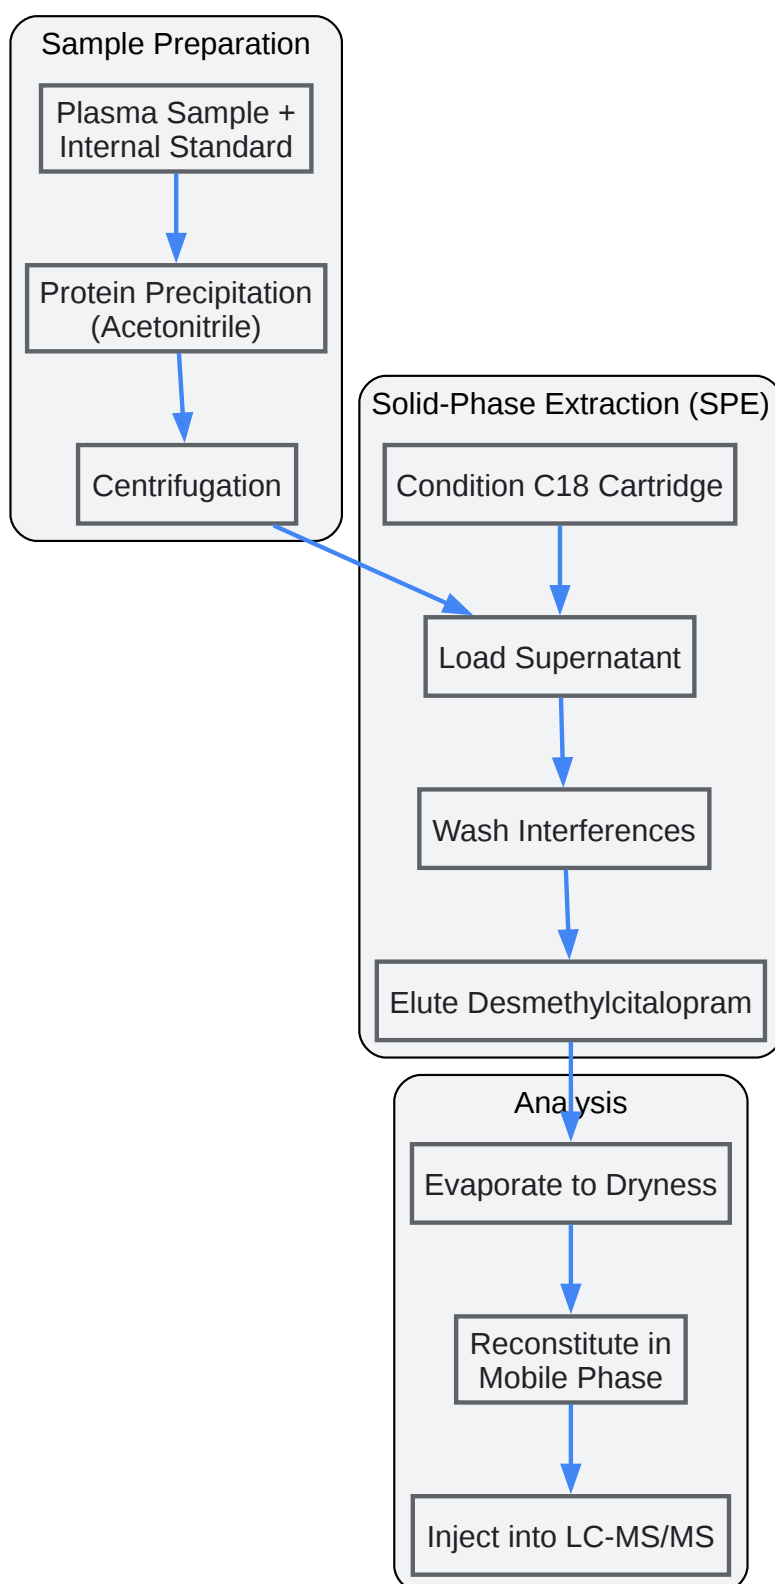 Sample Preparation
Plasma Sample +
Internal Standard
Protein Precipitation
(Acetonitrile)
Centrifugation
Solid-Phase Extraction (SPE)
Condition C18 Cartridge
Load Supernatant
Wash Interferences
Elute Desmethylcitalopram
Analysis
Evaporate to Dryness
Reconstitute in
Mobile Phase
Inject into LC-MS/MS